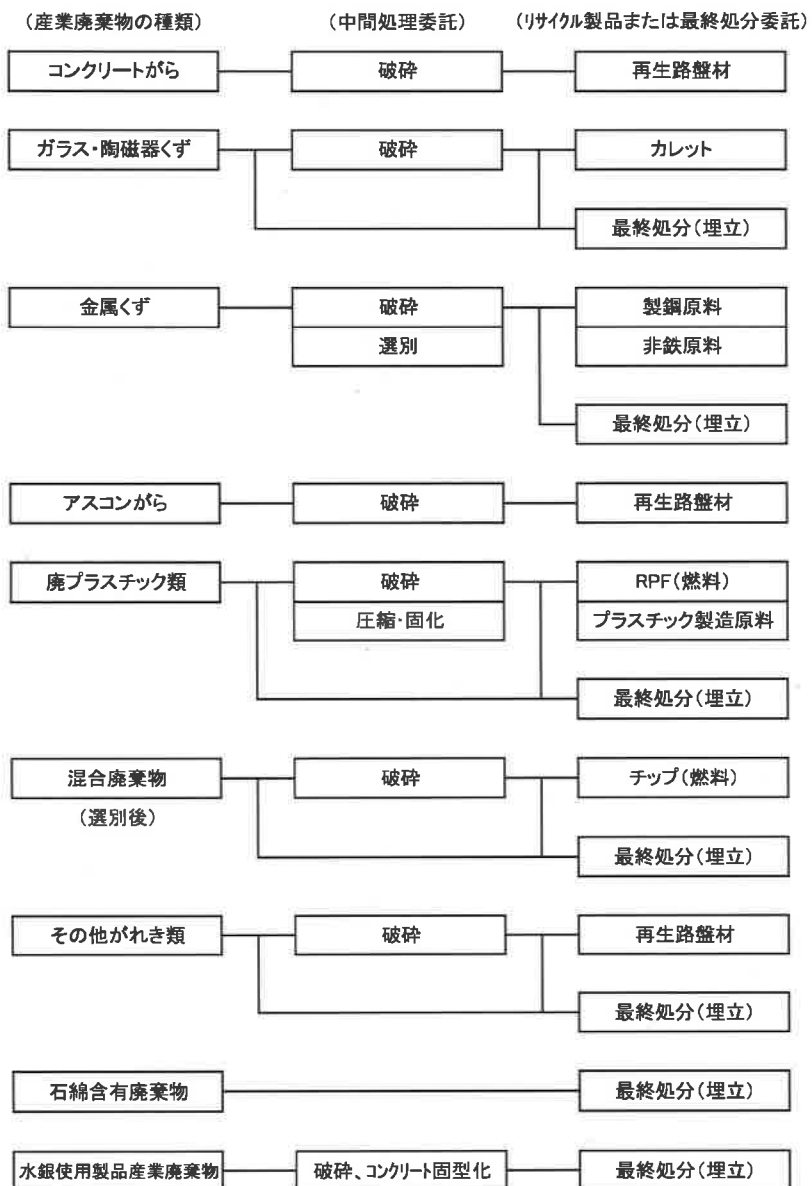 (産業廃棄物の種類) (中間処理委託) (リサイクル製品または最終処分委託)
コンクリートがら 破砕 再生路盤材
ガラス・陶磁器くず 破砕 カレット
最終処分(埋立)
金属くず 破砕 製鋼原料
選別 非鉄原料
最終処分(埋立)
アスコンがら 破砕 再生路盤材
廃プラスチック類 破砕 RPF(燃料)
圧縮・固化 プラスチック製造原料
最終処分(埋立)
混合廃棄物 破砕 チップ(燃料)
(選別後)
最終処分(埋立)
その他がれき類 破砕 再生路盤材
最終処分(埋立)
石綿含有廃棄物 最終処分(埋立)
水銀使用製品産業廃棄物 破砕、コンクリート固型化 最終処分(埋立)